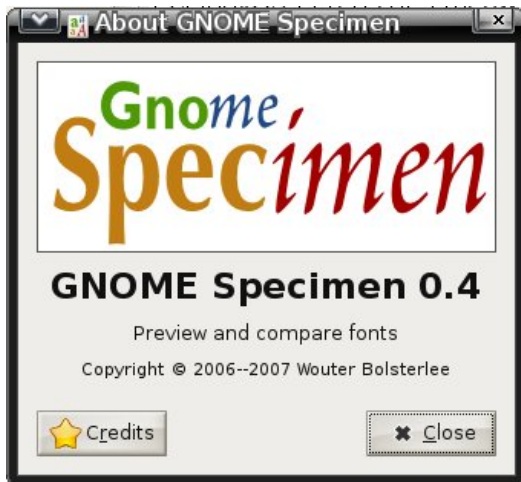 About GNOME Specimen
Gnome
Specimen
GNOME Specimen 0.4
Preview and compare fonts
Copyright © 2006--2007 Wouter Bolsterlee
Credits
Close